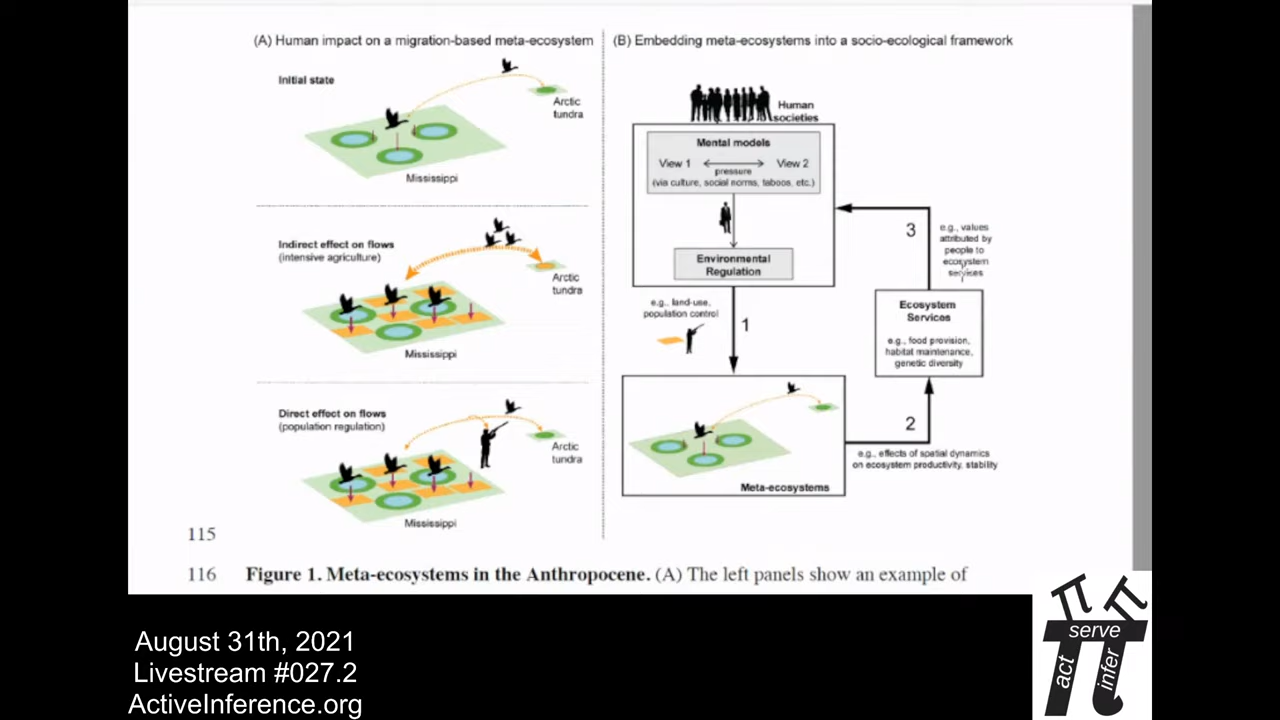 (A) Human impact on a migration-based meta-ecosystem
Initial state
Arctic
tundra
Mississippi
Indirect effect on flows
(intensive agriculture)
Arctic
tundra
Mississippi
Direct effect on flows
(population regulation)
Arctic
tundra
Mississippi
(B) Embedding meta-ecosystems into a socio-ecological framework
Human
societies
Mental models
View 1
View 2
pressure
(via culture, social norms, taboos, etc.)
Environmental
Regulation
e.g., land-use,
population control
1
3
e.g., values
attributed by
people to
ecosystem
services
Ecosystem
Services
e.g., food provision,
habitat maintenance,
genetic diversity
2
e.g., effects of spatial dynamics
on ecosystem productivity, stability
Meta-ecosystems
115
116 Figure 1. Meta-ecosystems in the Anthropocene. (A) The left panels show an example of
August 31th, 2021
Livestream #027.2
ActiveInference.org
serve
act
infer